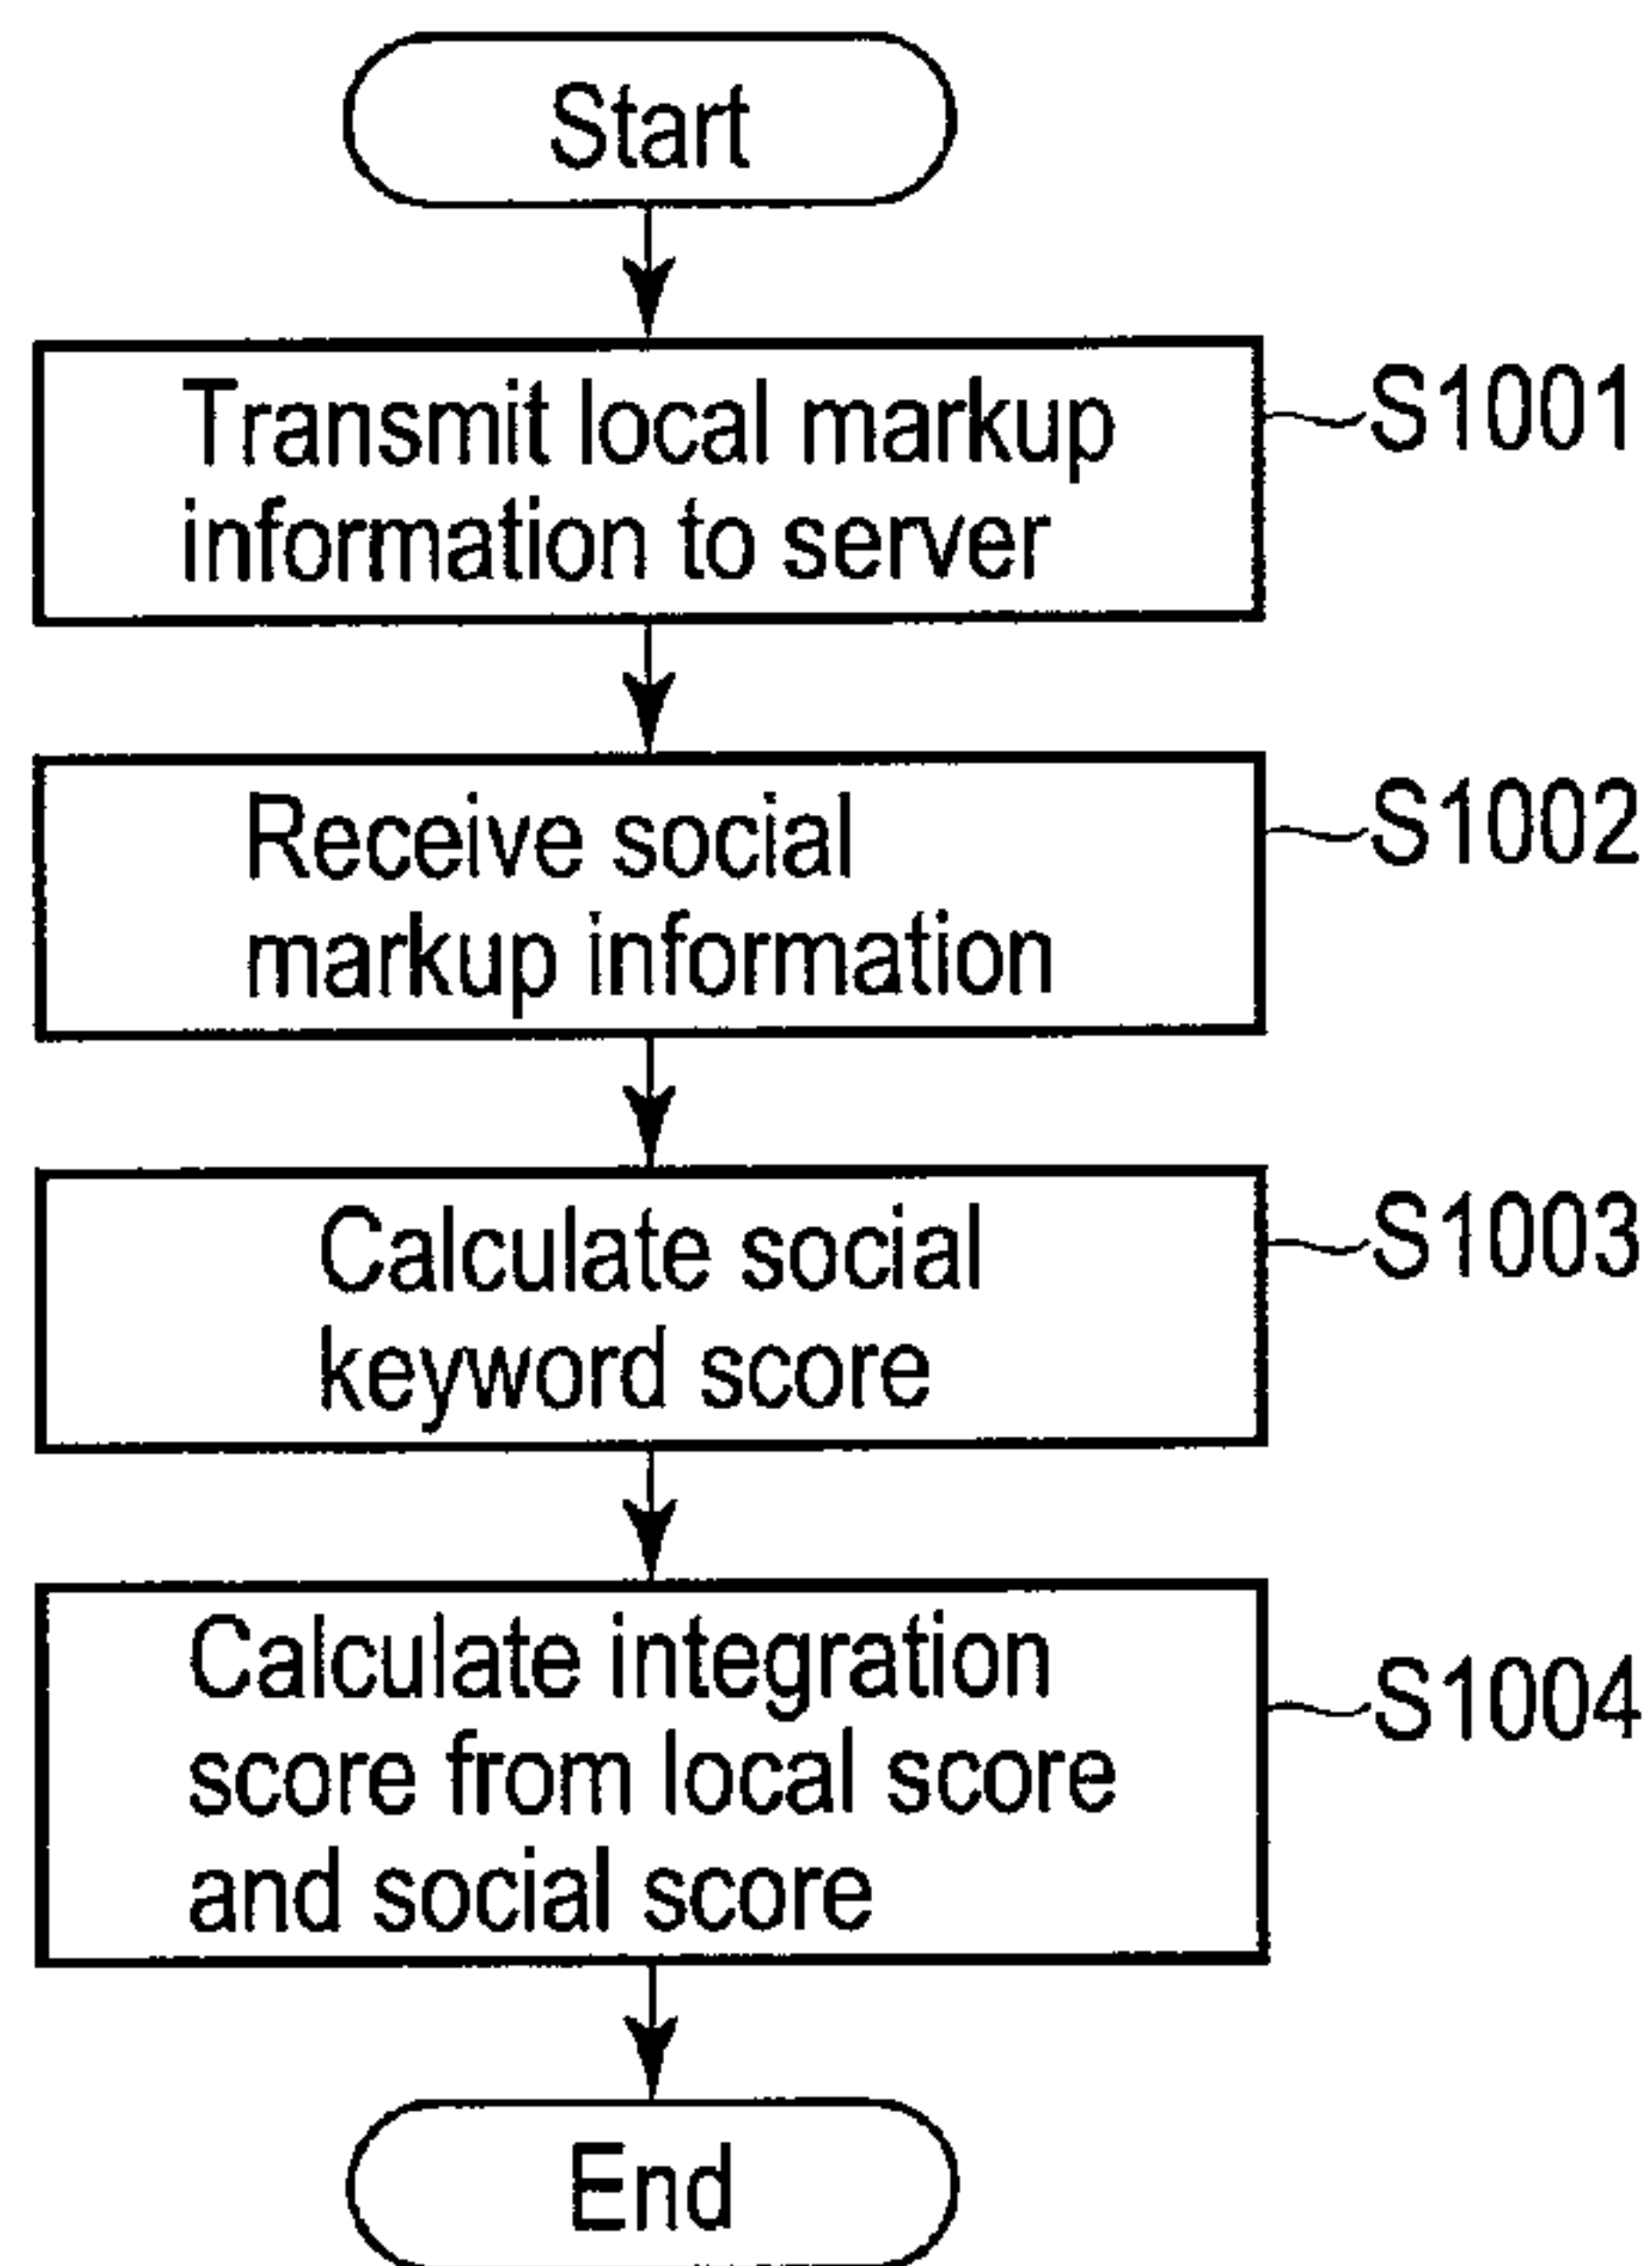 Start
Transmit local markup
information to server
S1001
Receive social
markup information
S1002
Calculate social
keyword score
S1003
Calculate integration
score from local score
and social score
S1004
End